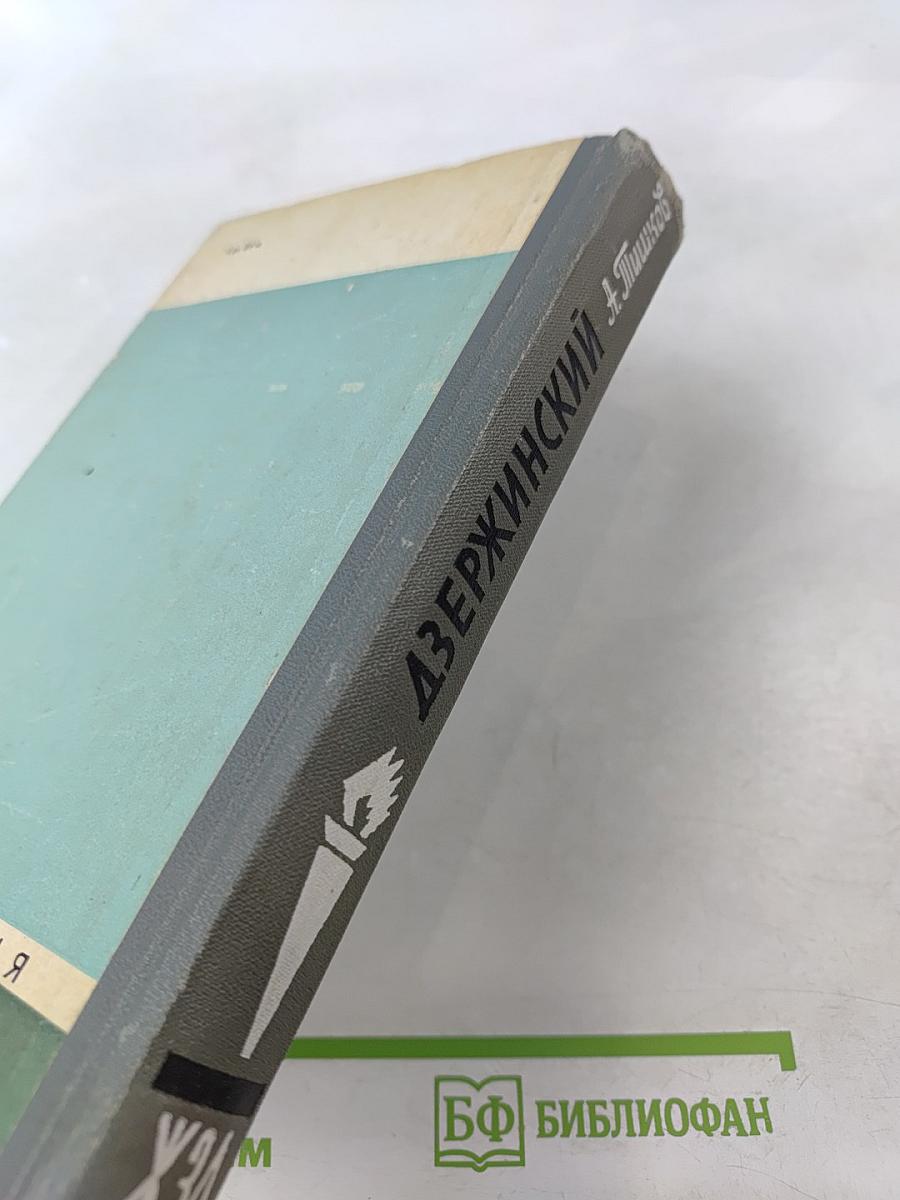 А. Тишков
ДЗЕРЖИНСКИЙ
ЖЗЛ
Я
БФ БИБЛИОФАН